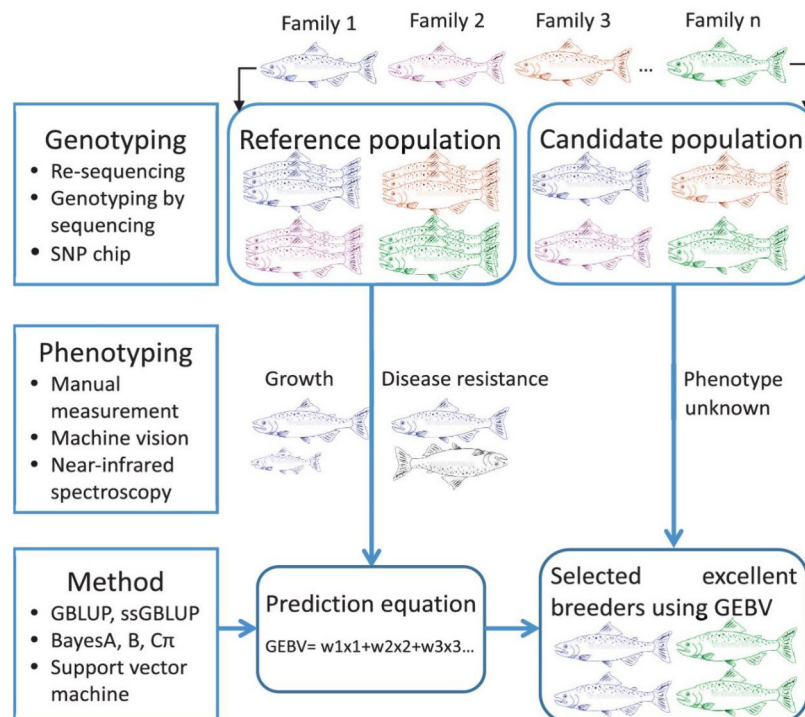 Family 1
Family 2
Family 3
...
Family n
Genotyping
• Re-sequencing
• Genotyping by
sequencing
• SNP chip
Reference population
Candidate population
Phenotyping
• Manual
measurement
• Machine vision
• Near-infrared
spectroscopy
Growth
Disease resistance
Phenotype
unknown
Method
• GBLUP, ssGBLUP
• BayesA, B, Cπ
• Support vector
machine
Prediction equation
GEBV= w1x1+w2x2+w3x3...
Selected excellent
breeders using GEBV